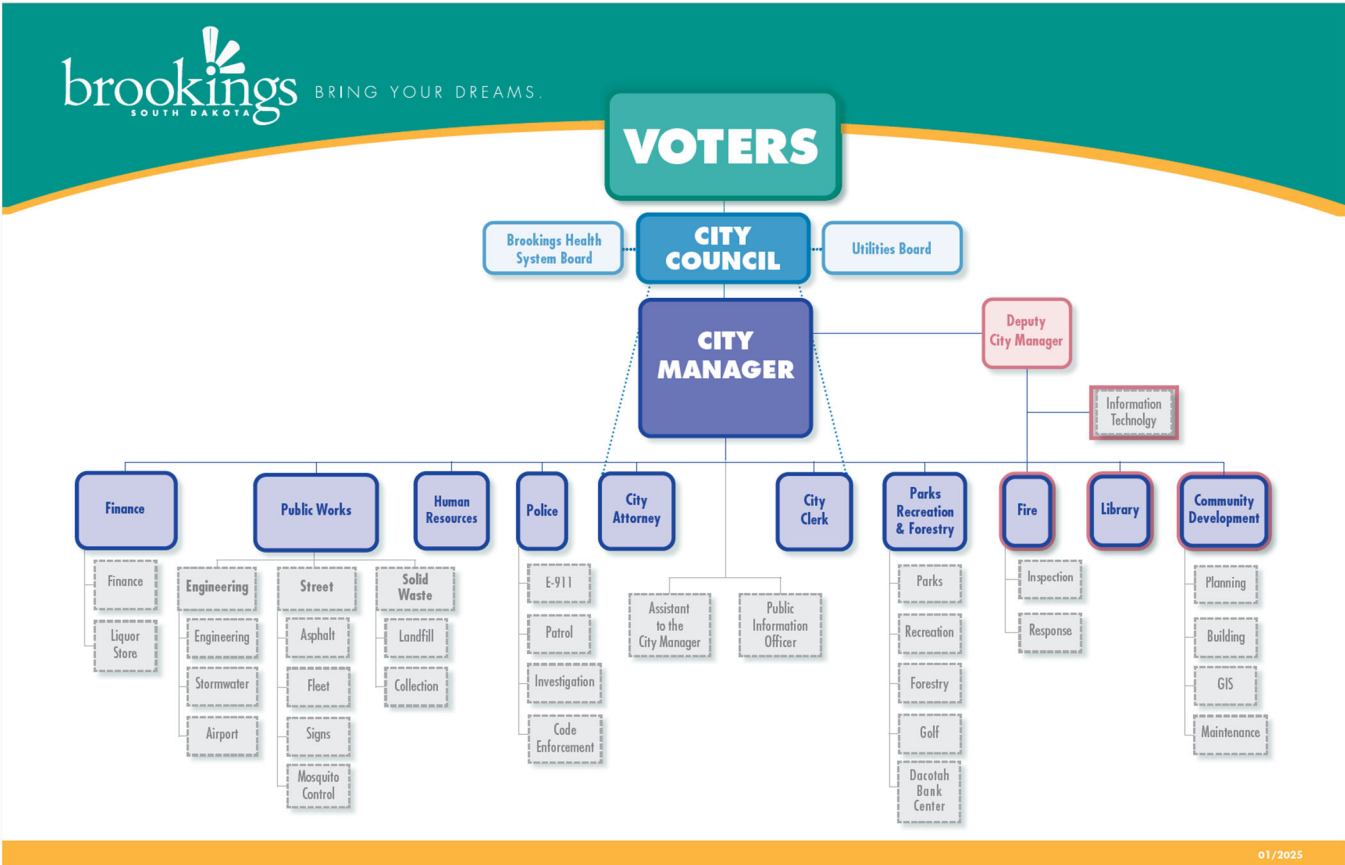 brookings
SOUTH DAKOTA
BRING YOUR DREAMS.
VOTERS
Brookings Health
System Board
CITY
COUNCIL
Utilities Board
CITY
MANAGER
Deputy
City Manager
Information
Technolgy
Finance
Public Works
Human
Resources
Police
City
Attorney
City
Clerk
Parks
Recreation
& Forestry
Fire
Library
Community
Development
Finance
Liquor
Store
Engineering
Engineering
Stormwater
Airport
Street
Asphalt
Fleet
Signs
Mosquito
Control
Solid
Waste
Landfill
Collection
E-911
Patrol
Investigation
Code
Enforcement
Assistant
to the
City Manager
Public
Information
Officer
Parks
Recreation
Forestry
Golf
Dacotah
Bank
Center
Inspection
Response
Planning
Building
GIS
Maintenance
01/2025